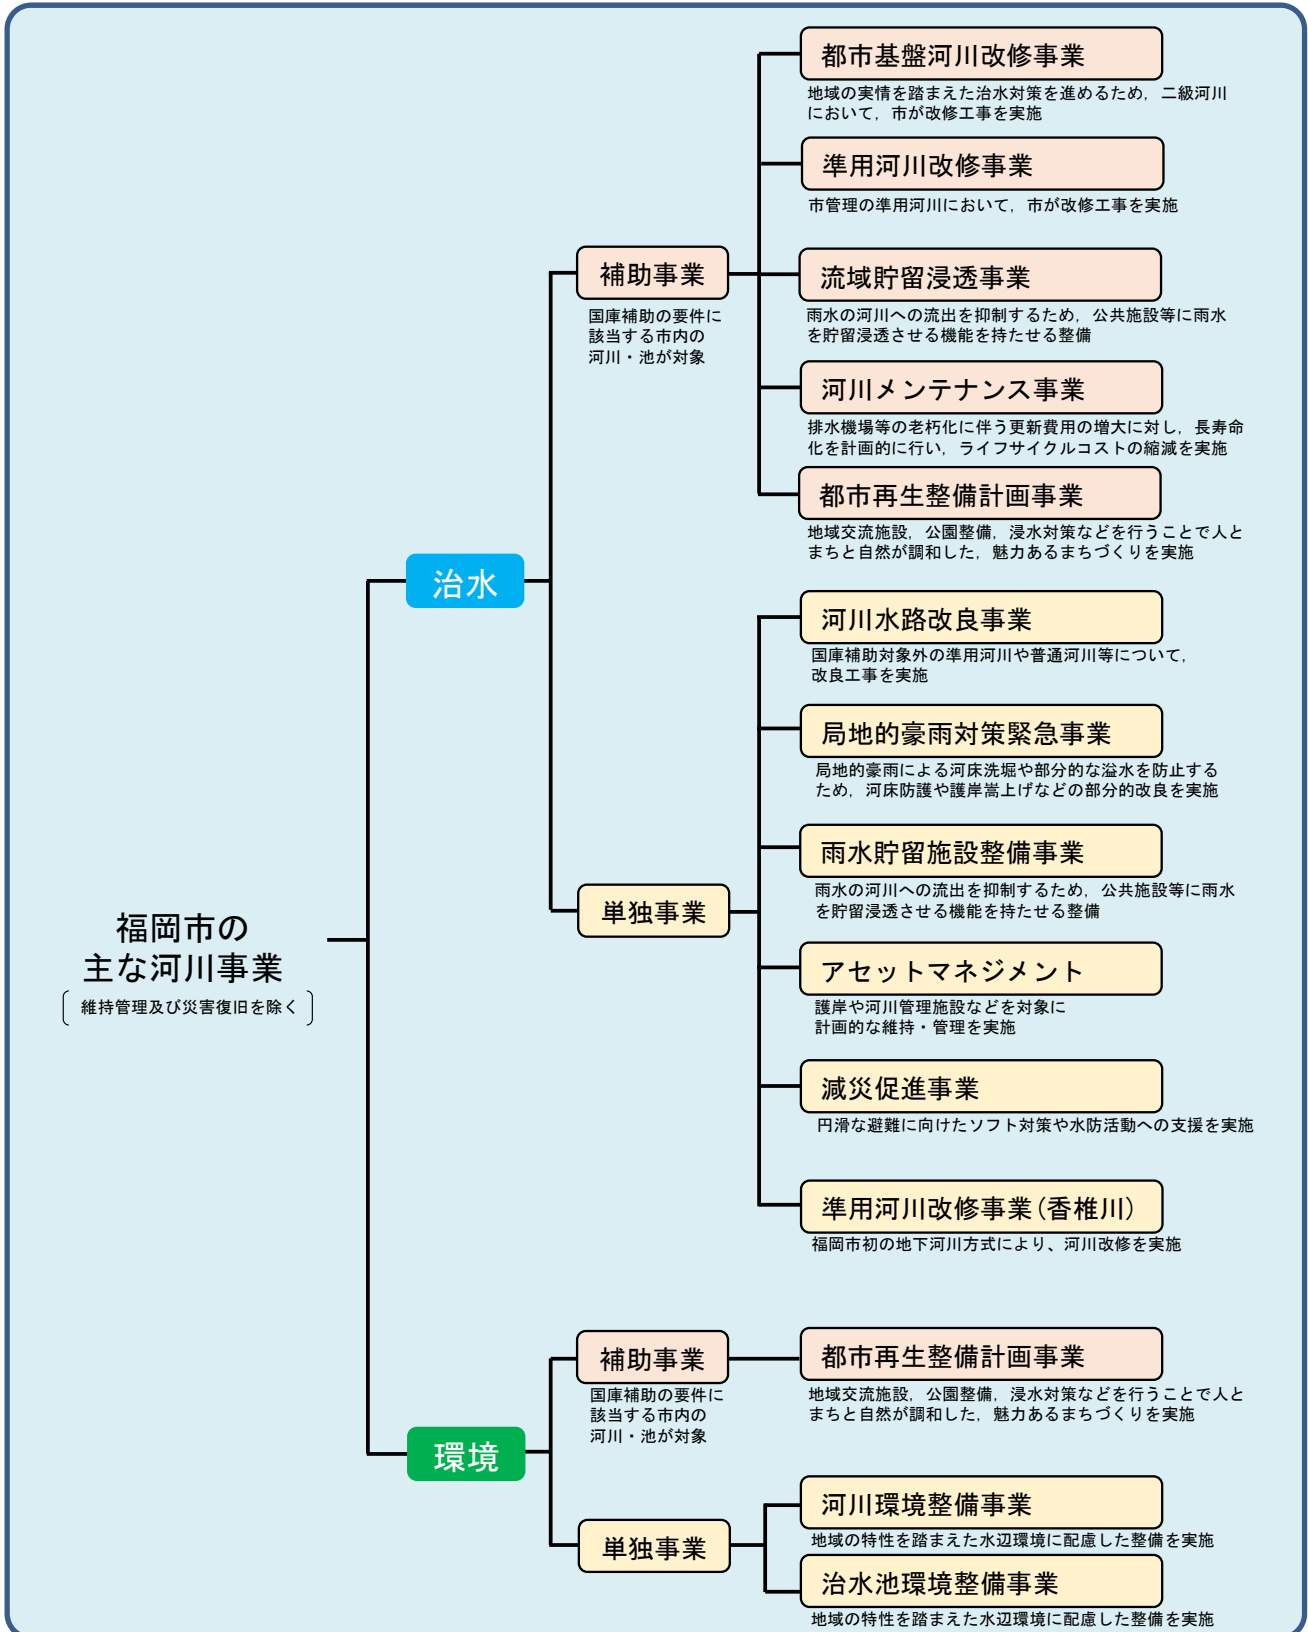 福岡市の
主な河川事業
維持管理及び災害復旧を除く
治水
補助事業
国庫補助の要件に
該当する市内の
河川・池が対象
都市基盤河川改修事業
地域の実情を踏まえた治水対策を進めるため，二級河川
において，市が改修工事を実施
準用河川改修事業
市管理の準用河川において，市が改修工事を実施
流域貯留浸透事業
雨水の河川への流出を抑制するため，公共施設等に雨水
を貯留浸透させる機能を持たせる整備
河川メンテナンス事業
排水機場等の老朽化に伴う更新費用の増大に対し，長寿命
化を計画的に行い，ライフサイクルコストの縮減を実施
都市再生整備計画事業
地域交流施設，公園整備，浸水対策などを行うことで人と
まちと自然が調和した，魅力あるまちづくりを実施
単独事業
河川水路改良事業
国庫補助対象外の準用河川や普通河川等について，
改良工事を実施
局地的豪雨対策緊急事業
局地的豪雨による河床洗堀や部分的な溢水を防止する
ため，河床防護や護岸嵩上げなどの部分的改良を実施
雨水貯留施設整備事業
雨水の河川への流出を抑制するため，公共施設等に雨水
を貯留浸透させる機能を持たせる整備
アセットマネジメント
護岸や河川管理施設などを対象に
計画的な維持・管理を実施
減災促進事業
円滑な避難に向けたソフト対策や水防活動への支援を実施
準用河川改修事業（香椎川）
福岡市初の地下河川方式により、河川改修を実施
環境
補助事業
国庫補助の要件に
該当する市内の
河川・池が対象
都市再生整備計画事業
地域交流施設，公園整備，浸水対策などを行うことで人と
まちと自然が調和した，魅力あるまちづくりを実施
単独事業
河川環境整備事業
地域の特性を踏まえた水辺環境に配慮した整備を実施
治水池環境整備事業
地域の特性を踏まえた水辺環境に配慮した整備を実施